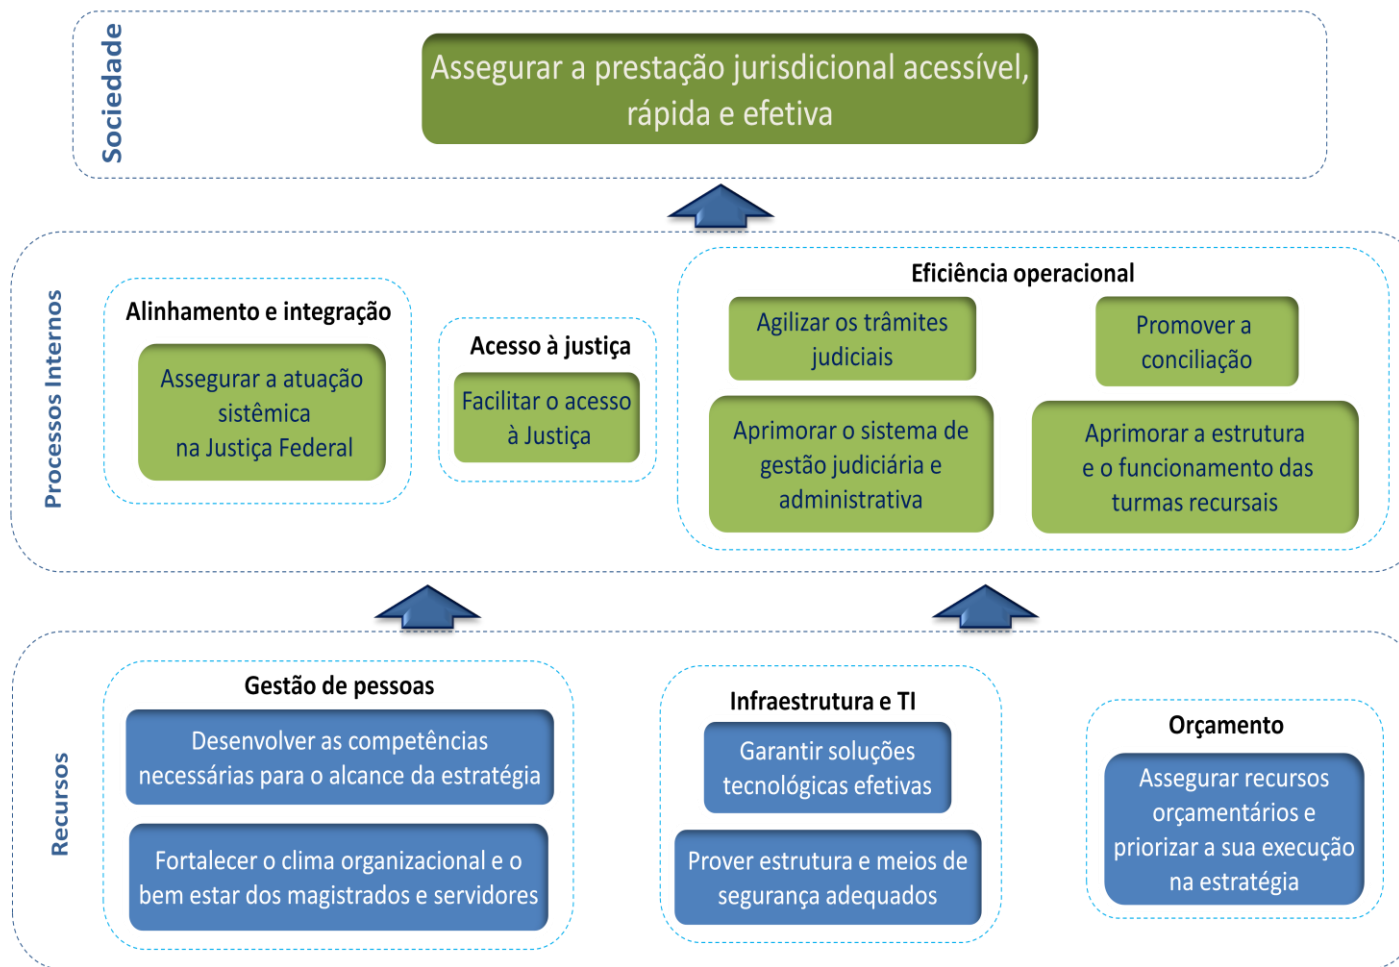 Sociedade
Assegurar a prestação jurisdicional acessível,
rápida e efetiva
Processos Internos
Alinhamento e integração
Assegurar a atuação
sistêmica
na Justiça Federal
Acesso à justiça
Facilitar o acesso
à Justiça
Eficiência operacional
Agilizar os trâmites
judiciais
Promover a
conciliação
Aprimorar o sistema de
gestão judiciária e
administrativa
Aprimorar a estrutura
e o funcionamento das
turmas recursais
Recursos
Gestão de pessoas
Desenvolver as competências
necessárias para o alcance da estratégia
Fortalecer o clima organizacional e o
bem estar dos magistrados e servidores
Infraestrutura e TI
Garantir soluções
tecnológicas efetivas
Prover estrutura e meios de
segurança adequados
Orçamento
Assegurar recursos
orçamentários e
priorizar a sua execução
na estratégia